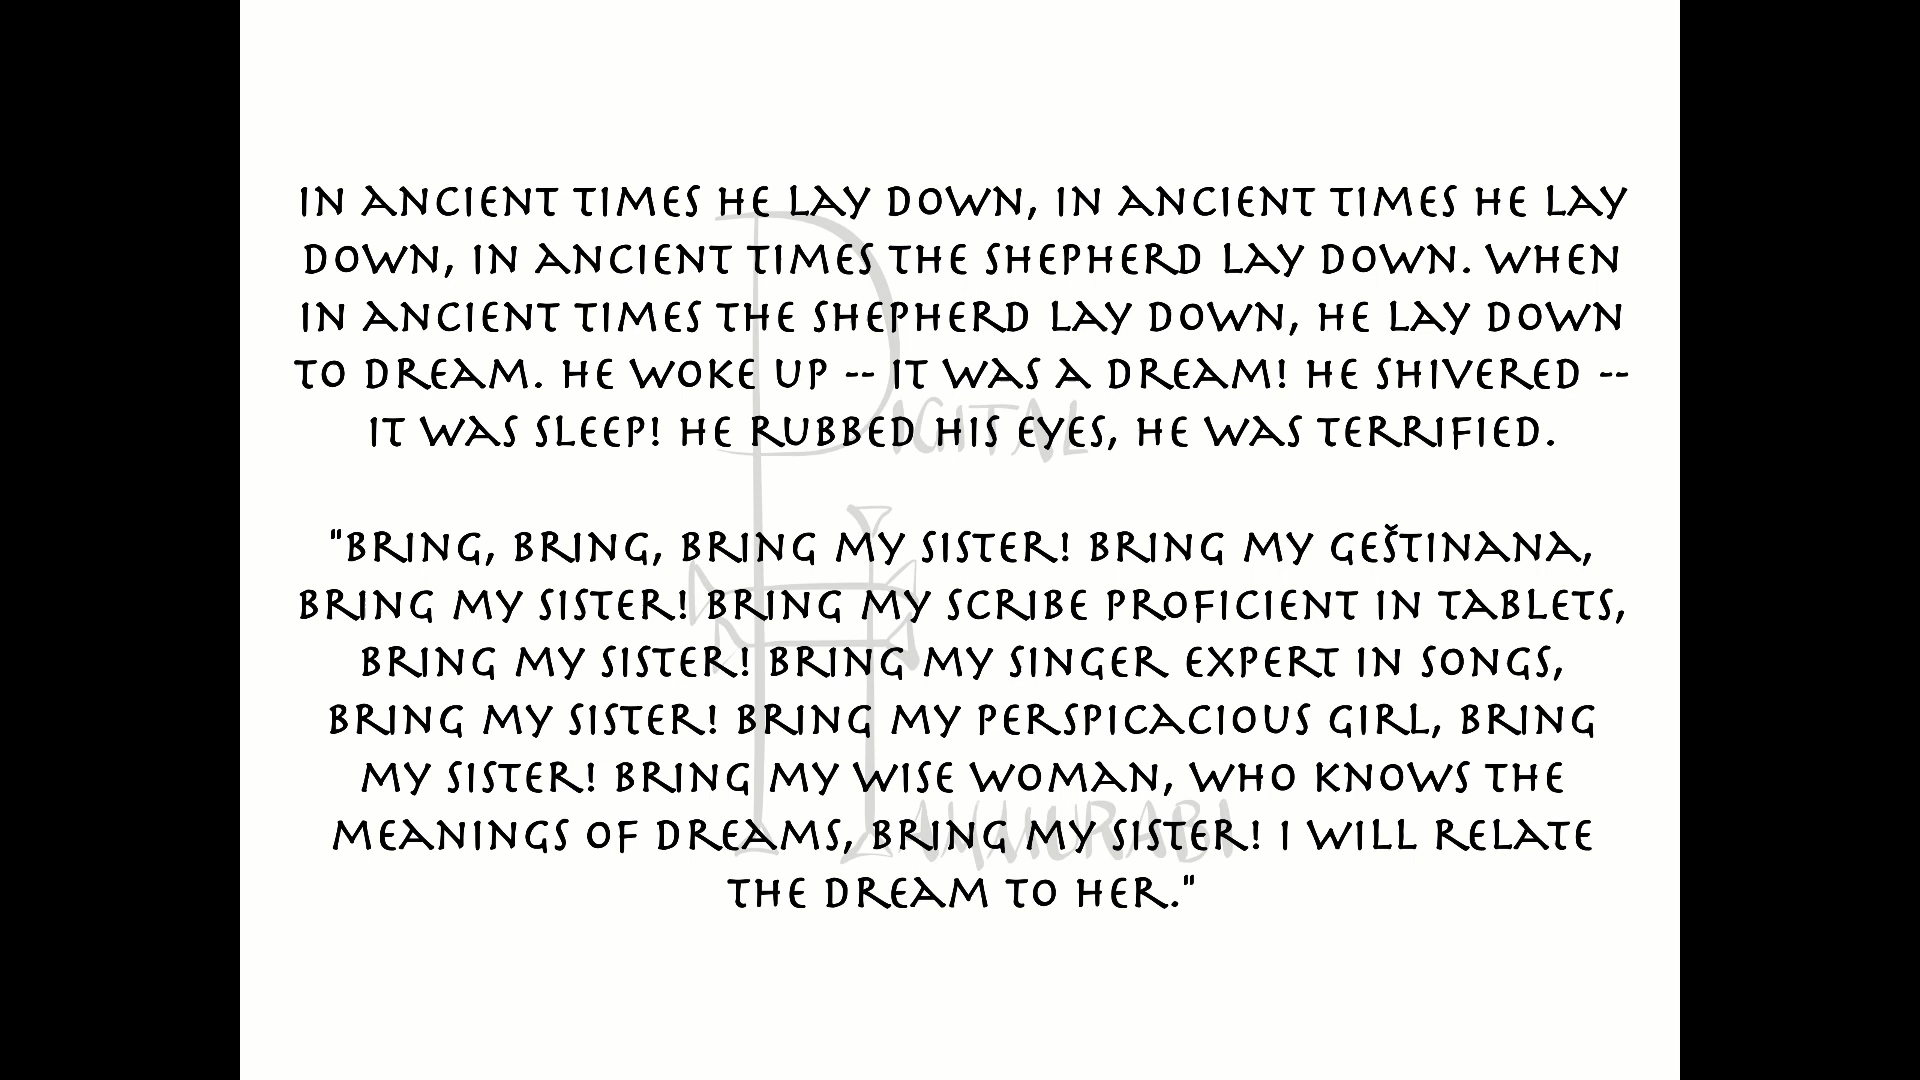 IN ANCIENT TIMES HE LAY DOWN, IN ANCIENT TIMES HE LAY
DOWN, IN ANCIENT TIMES THE SHEPHERD LAY DOWN. WHEN
IN ANCIENT TIMES THE SHEPHERD LAY DOWN, HE LAY DOWN
TO DREAM. HE WOKE UP -- IT WAS A DREAM! HE SHIVERED --
IT WAS SLEEP! HE RUBBED HIS EYES, HE WAS TERRIFIED.
"BRING, BRING, BRING MY SISTER! BRING MY GEŠTINANA,
BRING MY SISTER! BRING MY SCRIBE PROFICIENT IN TABLETS,
BRING MY SISTER! BRING MY SINGER EXPERT IN SONGS,
BRING MY SISTER! BRING MY PERSPICACIOUS GIRL, BRING
MY SISTER! BRING MY WISE WOMAN, WHO KNOWS THE
MEANINGS OF DREAMS, BRING MY SISTER! I WILL RELATE
THE DREAM TO HER."
DIGITAL
HAMMURABI